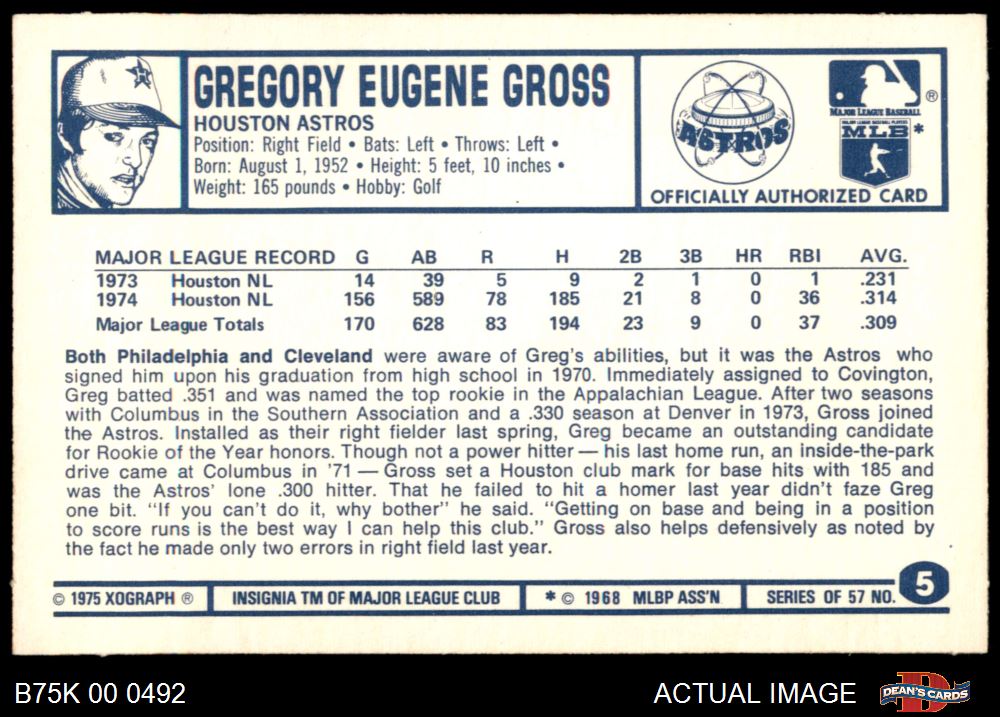 GREGORY EUGENE GROSS
HOUSTON ASTROS
Position: Right Field • Bats: Left • Throws: Left •
Born: August 1, 1952 • Height: 5 feet, 10 inches •
Weight: 165 pounds • Hobby: Golf
ASTROS
MAJOR LEAGUE BASEBALL
®
MAJOR LEAGUE BASEBALL PLAYERS
MLB *
OFFICIALLY AUTHORIZED CARD
MAJOR LEAGUE RECORD G AB R H 2B 3B HR RBI AVG.
1973 Houston NL 14 39 5 9 2 1 0 1 .231
1974 Houston NL 156 589 78 185 21 8 0 36 .314
Major League Totals 170 628 83 194 23 9 0 37 .309
Both Philadelphia and Cleveland were aware of Greg's abilities, but it was the Astros who
signed him upon his graduation from high school in 1970. Immediately assigned to Covington,
Greg batted .351 and was named the top rookie in the Appalachian League. After two seasons
with Columbus in the Southern Association and a .330 season at Denver in 1973, Gross joined
the Astros. Installed as their right fielder last spring, Greg became an outstanding candidate
for Rookie of the Year honors. Though not a power hitter — his last home run, an inside-the-park
drive came at Columbus in '71 — Gross set a Houston club mark for base hits with 185 and
was the Astros' lone .300 hitter. That he failed to hit a homer last year didn't faze Greg
one bit. "If you can't do it, why bother" he said. "Getting on base and being in a position
to score runs is the best way I can help this club." Gross also helps defensively as noted by
the fact he made only two errors in right field last year.
© 1975 XOGRAPH ® INSIGNIA TM OF MAJOR LEAGUE CLUB * © 1968 MLBP ASS'N SERIES OF 57 NO. 5
B75K 00 0492 ACTUAL IMAGE DEAN'S CARDS